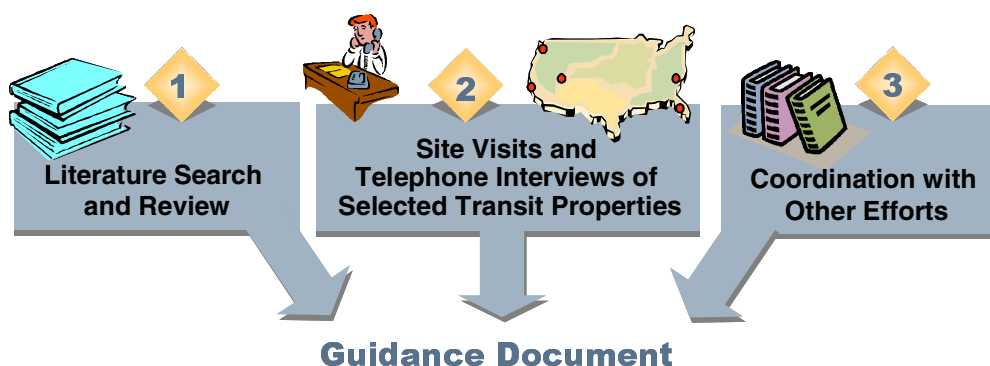 1
Literature Search
and Review
2
Site Visits and
Telephone Interviews of
Selected Transit Properties
3
Coordination with
Other Efforts
Guidance Document